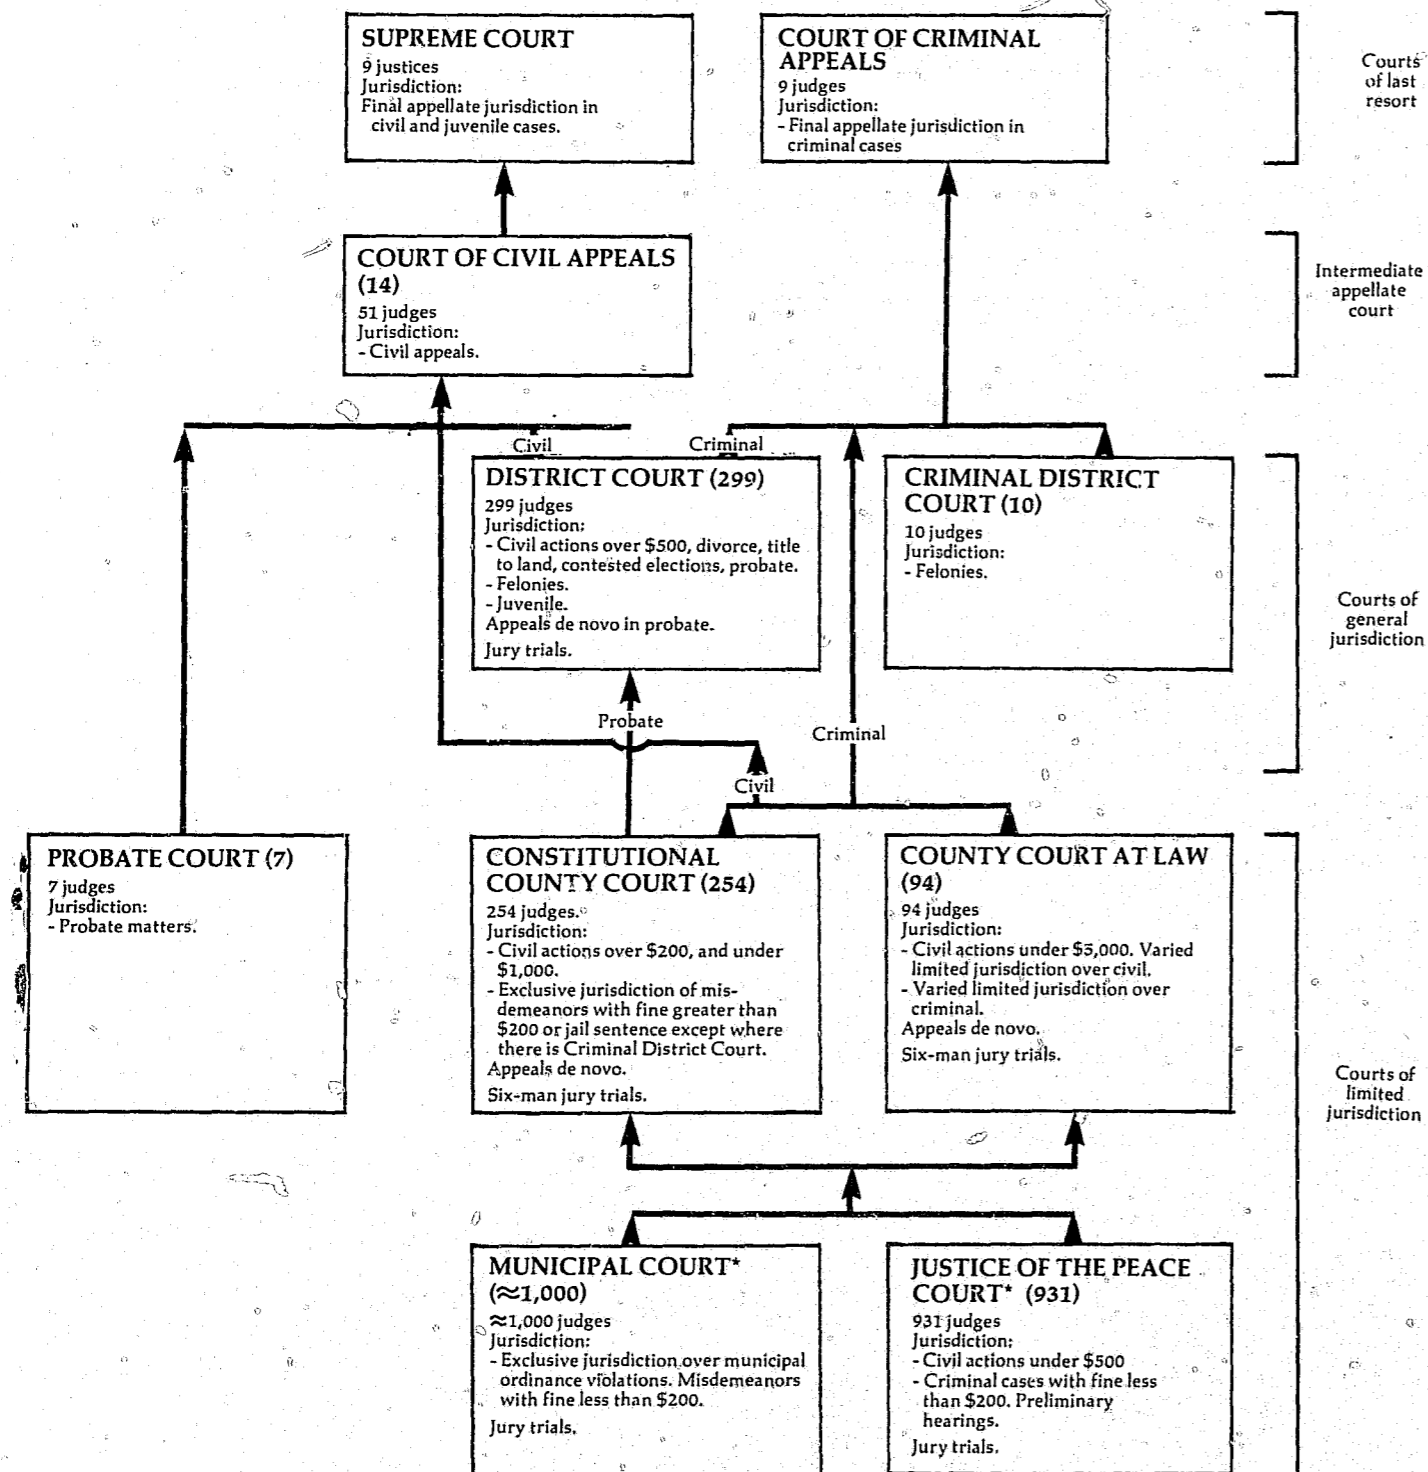 SUPREME COURT
9 justices
Jurisdiction:
Final appellate jurisdiction in
civil and juvenile cases.
COURT OF CRIMINAL
APPEALS
9 judges
Jurisdiction:
- Final appellate jurisdiction in
criminal cases
Courts
of last
resort
COURT OF CIVIL APPEALS
(14)
51 judges
Jurisdiction:
- Civil appeals.
Intermediate
appellate
court
Civil
Criminal
DISTRICT COURT (299)
299 judges
Jurisdiction:
- Civil actions over $500, divorce, title
to land, contested elections, probate.
- Felonies.
- Juvenile.
Appeals de novo in probate.
Jury trials.
CRIMINAL DISTRICT
COURT (10)
10 judges
Jurisdiction:
- Felonies.
Courts of
general
jurisdiction
Probate
Criminal
Civil
PROBATE COURT (7)
7 judges
Jurisdiction:
- Probate matters.
CONSTITUTIONAL
COUNTY COURT (254)
254 judges.
Jurisdiction:
- Civil actions over $200, and under
$1,000.
- Exclusive jurisdiction of mis-
demeanors with fine greater than
$200 or jail sentence except where
there is Criminal District Court.
Appeals de novo.
Six-man jury trials.
COUNTY COURT AT LAW
(94)
94 judges
Jurisdiction:
- Civil actions under $5,000. Varied
limited jurisdiction over civil.
- Varied limited jurisdiction over
criminal.
Appeals de novo.
Six-man jury trials.
Courts of
limited
jurisdiction
MUNICIPAL COURT*
(≈1,000)
≈1,000 judges
Jurisdiction:
- Exclusive jurisdiction over municipal
ordinance violations. Misdemeanors
with fine less than $200.
Jury trials.
JUSTICE OF THE PEACE
COURT* (931)
931 judges
Jurisdiction:
- Civil actions under $500
- Criminal cases with fine less
than $200. Preliminary
hearings.
Jury trials.